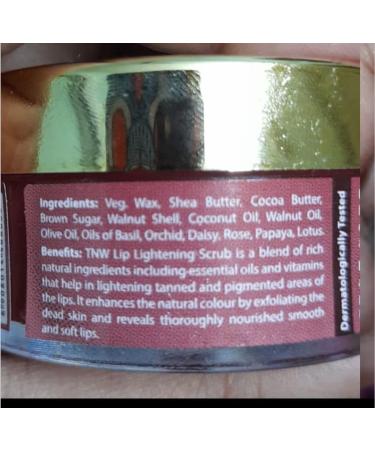 Ingredients: Veg. Wax, Shea Butter, Cocoa Butter,
Brown Sugar, Walnut Shell, Coconut Oil, Walnut Oil,
Olive Oil, Oils of Basil, Orchid, Daisy, Rose, Papaya, Lotus.
Benefits: TNW Lip Lightening Scrub is a blend of rich
natural ingredients including essential oils and vitamins
that help in lightening tanned and pigmented areas of
the lips. It enhances the natural colour by exfoliating the
dead skin and reveals thoroughly nourished smooth
and soft lips.
Dermatologically Tested